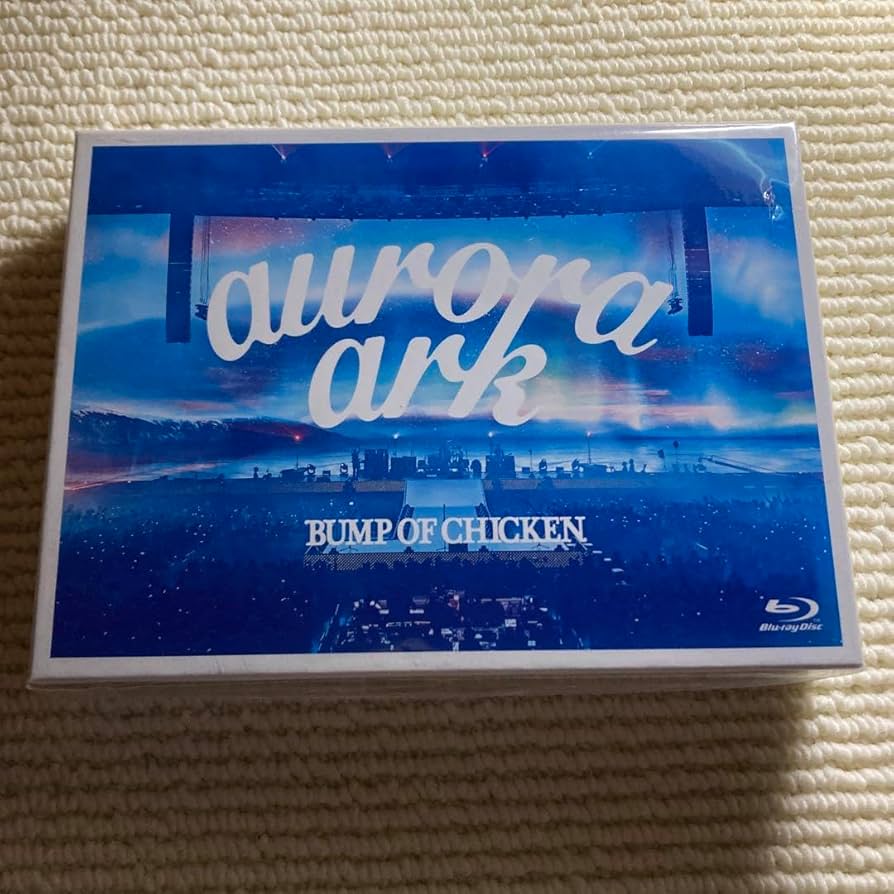 aurora
ark
BUMP OF CHICKEN
Blu-ray Disc